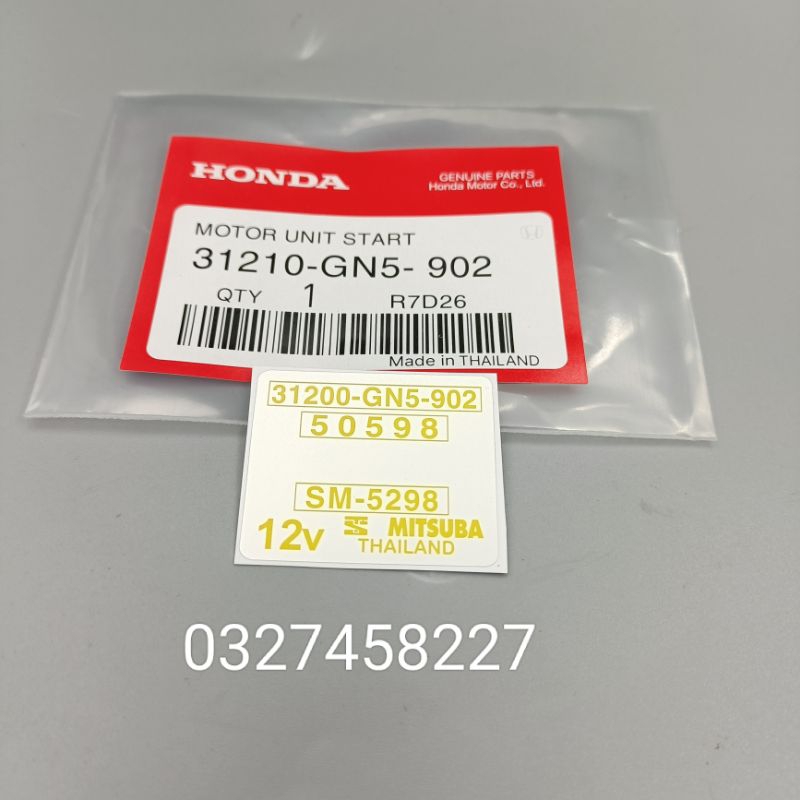 HONDA
GENUINE PARTS
Honda Motor Co., Ltd.
MOTOR UNIT START
31210-GN5- 902
QTY 1 R7D26
Made in THAILAND
31200-GN5-902
50598
SM-5298
12v MITSUBA
THAILAND
0327458227